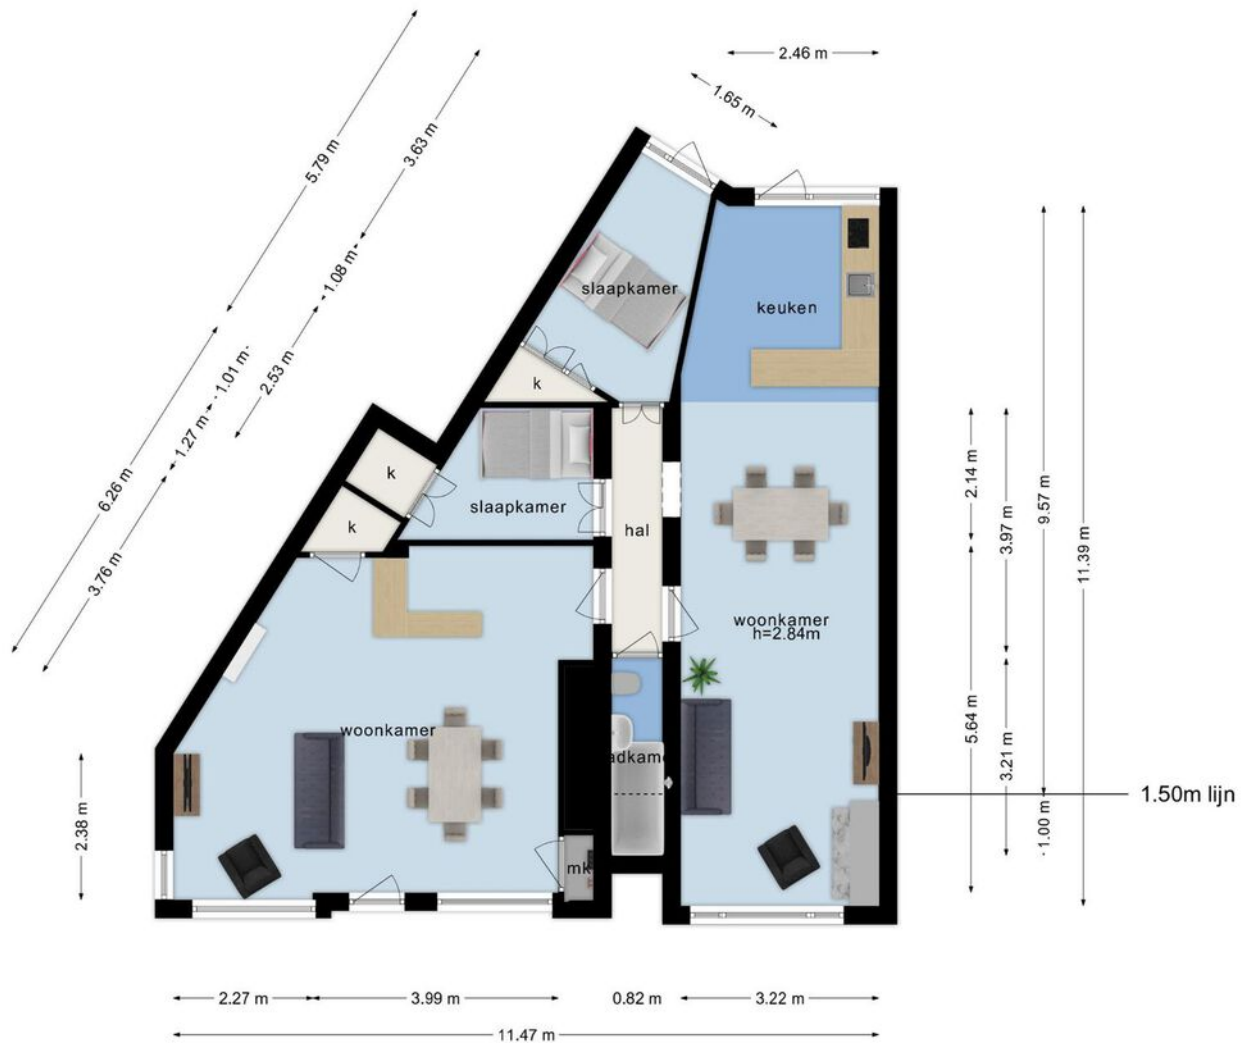 2.46 m
1.65 m
5.79 m
3.63 m
1.08 m
2.53 m
1.01 m
1.27 m
6.26 m
3.76 m
2.38 m
slaapkamer
keuken
k
k
k
slaapkamer
hal
woonkamer
h=2.84m
woonkamer
adkame
mk
2.14 m
3.97 m
9.57 m
11.39 m
5.64 m
3.21 m
1.00 m
1.50m lijn
2.27 m
3.99 m
0.82 m
3.22 m
11.47 m